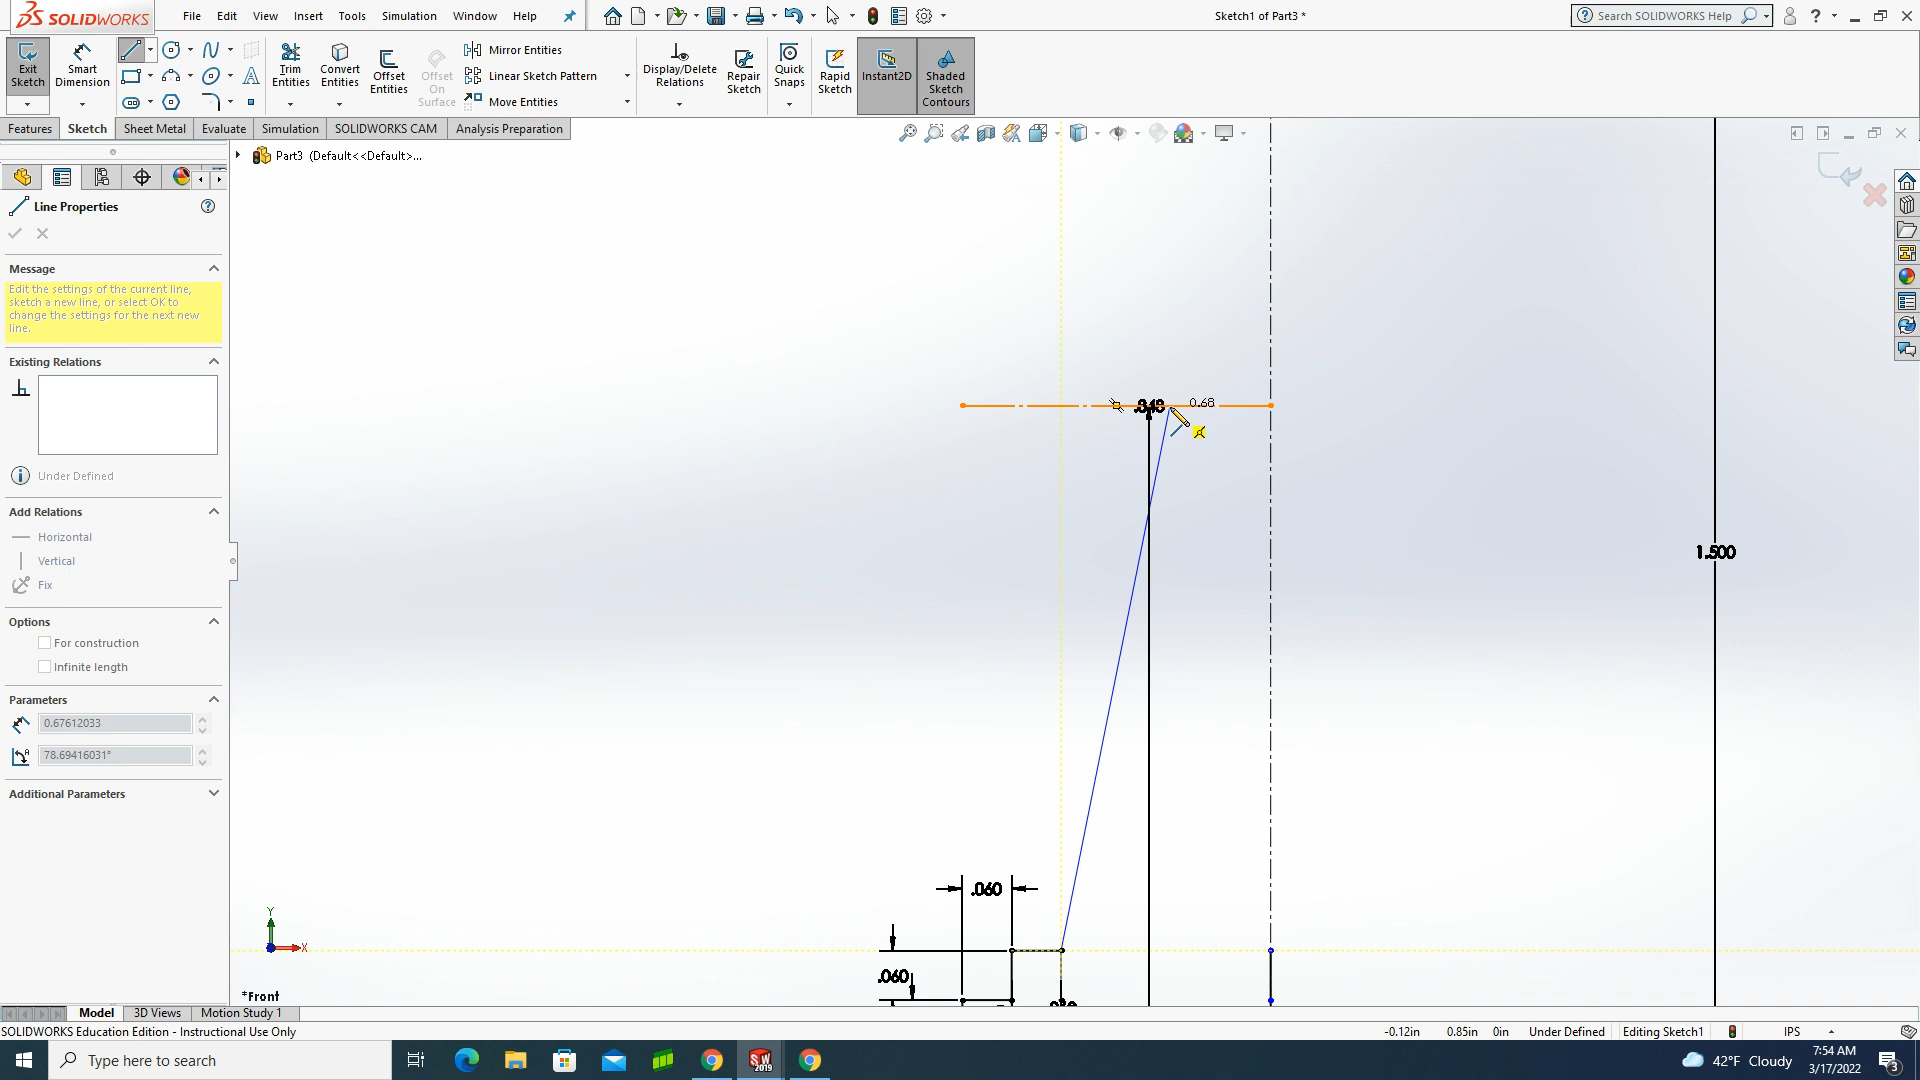 SOLIDWORKS
File Edit View Insert Tools Simulation Window Help
Sketch1 of Part3 *
Search SOLIDWORKS Help
Exit Sketch
Smart Dimension
Trim Entities
Convert Entities
Offset Entities
Offset On Surface
Mirror Entities
Linear Sketch Pattern
Move Entities
Display/Delete Relations
Repair Sketch
Quick Snaps
Rapid Sketch
Instant2D
Shaded Sketch Contours
Features Sketch Sheet Metal Evaluate Simulation SOLIDWORKS CAM Analysis Preparation
Part3 (Default<<Default>...
Line Properties
Message
Edit the settings of the current line,
sketch a new line, or select OK to
change the settings for the next new
line.
Existing Relations
Under Defined
Add Relations
Horizontal
Vertical
Fix
Options
For construction
Infinite length
Parameters
0.67612033
78.69416031°
Additional Parameters
0.68
1.500
.060
.060
Y
X
*Front
Model 3D Views Motion Study 1
SOLIDWORKS Education Edition - Instructional Use Only
-0.12in 0.85in 0in Under Defined Editing Sketch1 IPS
Type here to search
SW
2019
42°F Cloudy
7:54 AM
3/17/2022
3